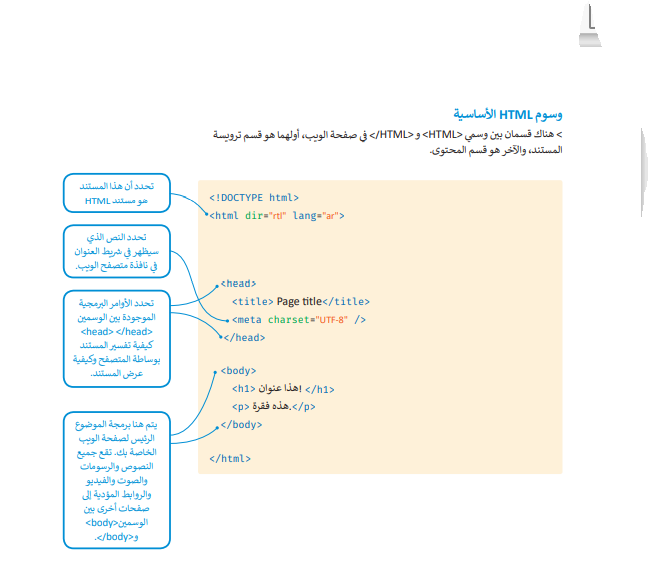 وسوم HTML الأساسية
> هناك قسمان بين وسمي <HTML> و <HTML/> في صفحة الويب، أولهما هو قسم ترويسة
المستند، والآخر هو قسم المحتوى.
تحدد أن هذا المستند
هو مستند HTML
تحدد النص الذي
سيظهر في شريط العنوان
في نافذة متصفح الويب.
تحدد الأوامر البرمجية
الموجودة بين الوسمين
<head> </head>
كيفية تفسير المستند
بوساطة المتصفح وكيفية
عرض المستند.
يتم هنا برمجة الموضوع
الرئيس لصفحة الويب
الخاصة بك. تقع جميع
النصوص والرسومات
والصوت والفيديو
والروابط المؤدية إلى
صفحات أخرى بين
الوسمين<body>
و<body/>.
<!DOCTYPE html>
<html dir="rtl" lang="ar">
<head>
<title> Page title</title>
<meta charset="UTF-8" />
</head>
<body>
<h1> هذا عنوان! </h1>
<p> هذه فقرة.</p>
</body>
</html>